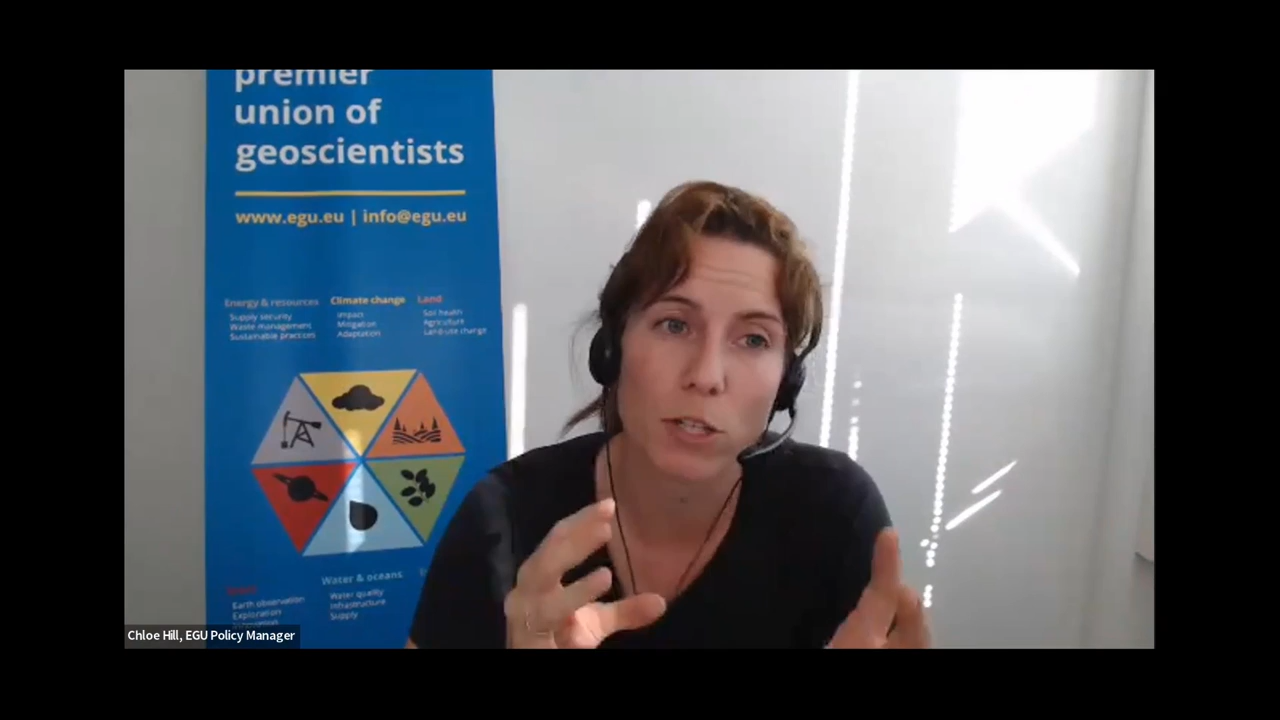 premier
union of
geoscientists
www.egu.eu | info@egu.eu
Energy & resources
Supply security
Waste management
Sustainable practices
Climate change
Impact
Mitigation
Adaptation
Land
Soil health
Agriculture
Land-use change
Water & oceans
Water quality
Infrastructure
Supply
Earth observation
Exploration
Chloe Hill, EGU Policy Manager